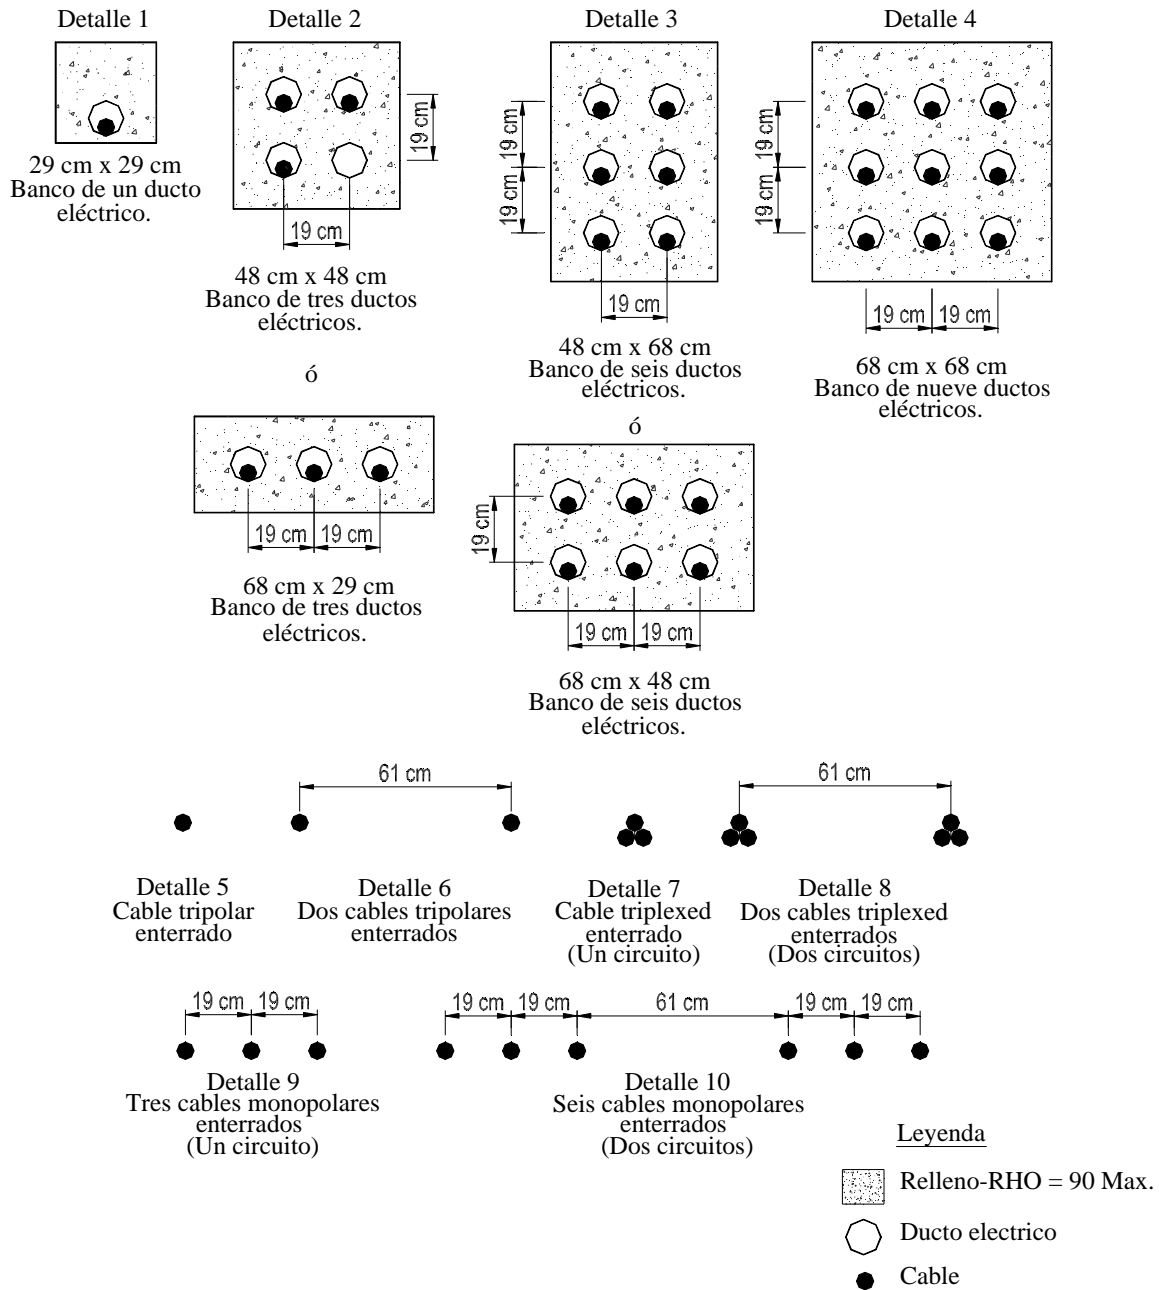 Detalle 1
29 cm x 29 cm
Banco de un ducto
eléctrico.
Detalle 2
19 cm
19 cm
48 cm x 48 cm
Banco de tres ductos
eléctricos.
ó
19 cm
19 cm
68 cm x 29 cm
Banco de tres ductos
eléctricos.
Detalle 3
19 cm
19 cm
19 cm
48 cm x 68 cm
Banco de seis ductos
eléctricos.
ó
19 cm
19 cm
19 cm
68 cm x 48 cm
Banco de seis ductos
eléctricos.
Detalle 4
19 cm
19 cm
19 cm
19 cm
68 cm x 68 cm
Banco de nueve ductos
eléctricos.
Detalle 5
Cable tripolar
enterrado
61 cm
Detalle 6
Dos cables tripolares
enterrados
Detalle 7
Cable triplexed
enterrado
(Un circuito)
61 cm
Detalle 8
Dos cables triplexed
enterrados
(Dos circuitos)
19 cm
19 cm
Detalle 9
Tres cables monopolares
enterrados
(Un circuito)
19 cm
19 cm
61 cm
19 cm
19 cm
Detalle 10
Seis cables monopolares
enterrados
(Dos circuitos)
Leyenda
Relleno-RHO = 90 Max.
Ducto electrico
Cable